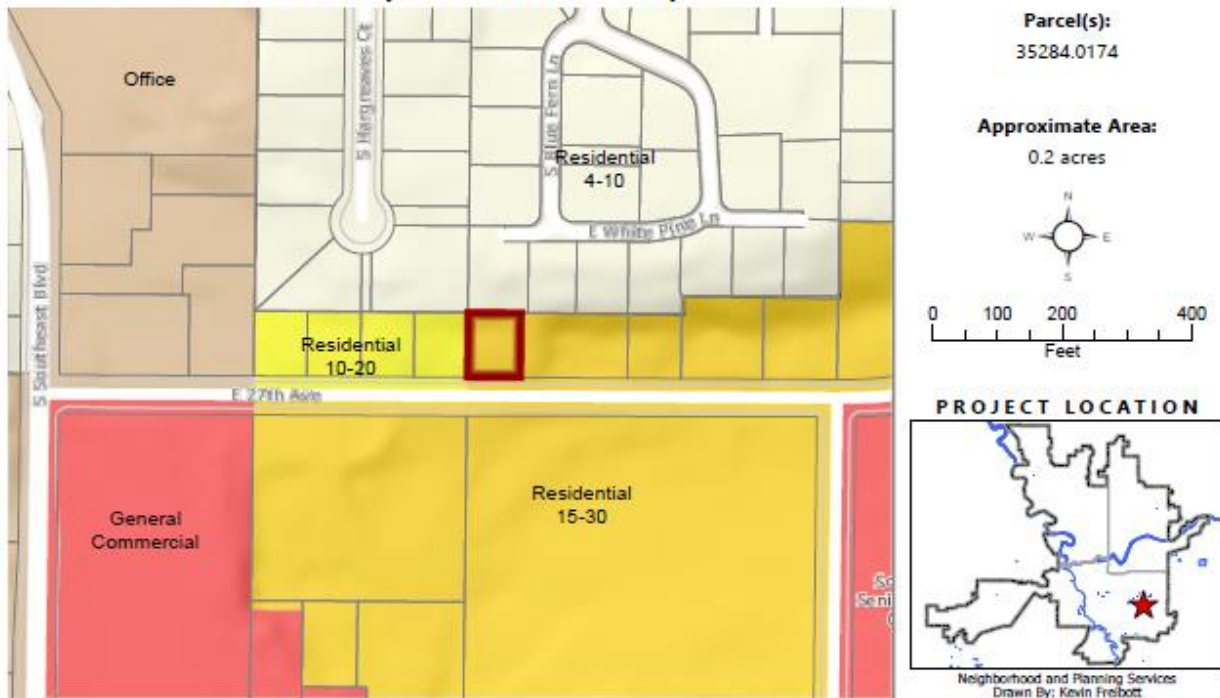 Office
S Hargreaves Ct
S Blue Fern Ln
Residential
4-10
E White Pine Ln
S Southeast Blvd
Residential
10-20
E 27th Ave
General
Commercial
Residential
15-30
Parcel(s):
35284.0174
Approximate Area:
0.2 acres
N
W
E
S
0 100 200 400
Feet
PROJECT LOCATION
Neighborhood and Planning Services
Drawn By: Kevin Freibott